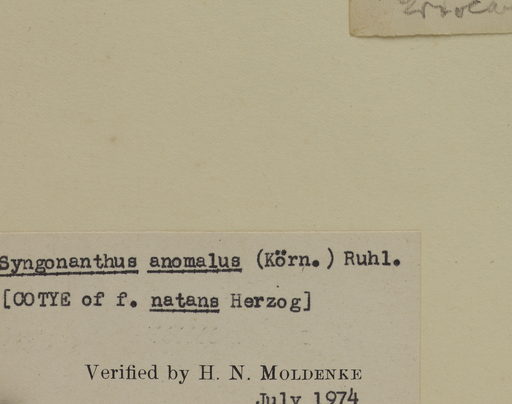 Syngonanthus anomalus (Körn.) Ruhl.
[COTYE of f. natans Herzog]
Verified by H. N. MOLDENKE
July 1974